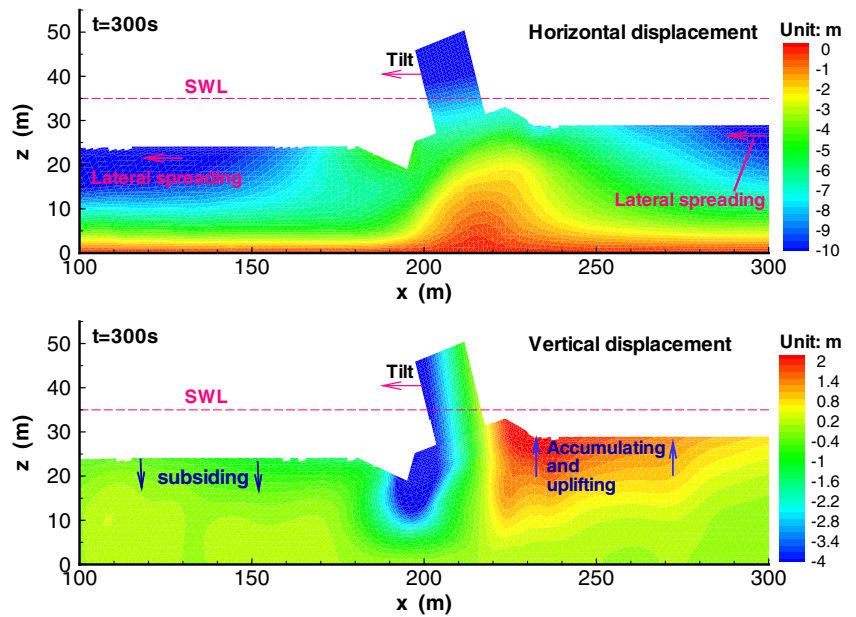 t=300s
Horizontal displacement
Unit: m
50
40
30
20
10
0
z (m)
Tilt
SWL
Lateral spreading
Lateral spreading
0
-1
-2
-3
-4
-5
-6
-7
-8
-9
-10
100
150
200
250
300
x (m)
t=300s
Vertical displacement
Unit: m
50
40
30
20
10
0
z (m)
Tilt
SWL
subsiding
Accumulating
and
uplifting
2
1.4
0.8
0.2
-0.4
-1
-1.6
-2.2
-2.8
-3.4
-4
100
150
200
250
300
x (m)